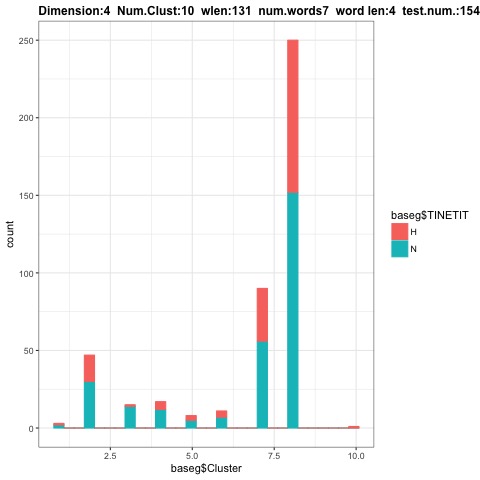 Dimension:4 Num.Clust:10 wlen:131 num.words7 word len:4 test.num.:154
250
200
150
100
50
0
count
2.5 5.0 7.5 10.0
baseg$Cluster
baseg$TINETIT
H
N